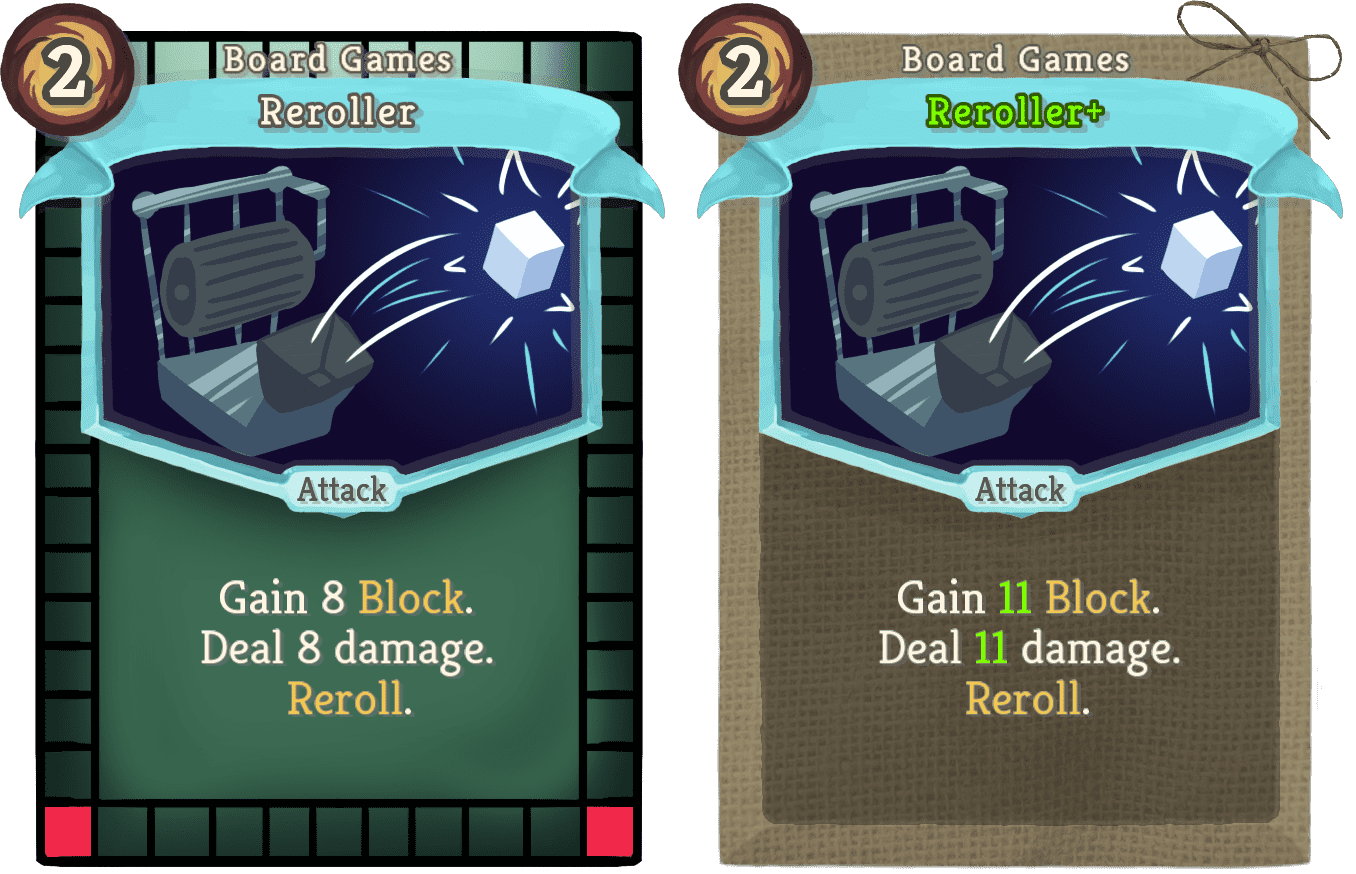 2
Board Games
Reroller
Attack
Gain 8 Block.
Deal 8 damage.
Reroll.
2
Board Games
Reroller+
Attack
Gain 11 Block.
Deal 11 damage.
Reroll.